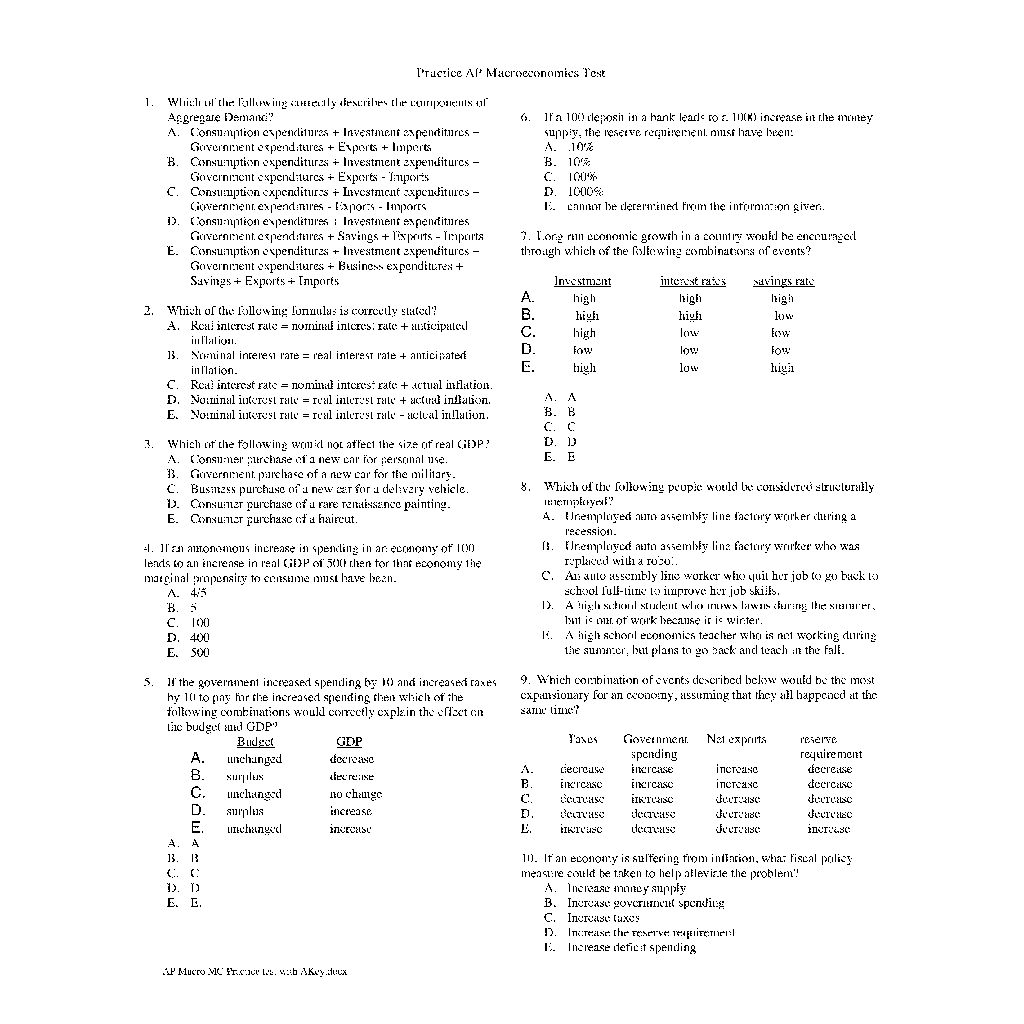 Practice AP Macroeconomics Test
1. Which of the following correctly describes the components of
Aggregate Demand?
A. Consumption expenditures + Investment expenditures –
Government expenditures + Exports + Imports
B. Consumption expenditures + Investment expenditures –
Government expenditures + Exports - Imports
C. Consumption expenditures + Investment expenditures –
Government expenditures - Exports - Imports
D. Consumption expenditures + Investment expenditures
Government expenditures + Savings + Exports - Imports
E. Consumption expenditures + Investment expenditures –
Government expenditures + Business expenditures +
Savings + Exports + Imports
2. Which of the following formulas is correctly stated?
A. Real interest rate = nominal interest rate + anticipated
inflation.
B. Nominal interest rate = real interest rate + anticipated
inflation.
C. Real interest rate = nominal interest rate + actual inflation.
D. Nominal interest rate = real interest rate + actual inflation.
E. Nominal interest rate = real interest rate - actual inflation.
3. Which of the following would not affect the size of real GDP?
A. Consumer purchase of a new car for personal use.
B. Government purchase of a new car for the military.
C. Business purchase of a new car for a delivery vehicle.
D. Consumer purchase of a rare renaissance painting.
E. Consumer purchase of a haircut.
4. If an autonomous increase in spending in an economy of 100
leads to an increase in real GDP of 500 then for that economy the
marginal propensity to consume must have been.
A. 4/5
B. 5
C. 100
D. 400
E. 500
5. If the government increased spending by 10 and increased taxes
by 10 to pay for the increased spending then which of the
following combinations would correctly explain the effect on
the budget and GDP?
Budget GDP
A. unchanged decrease
B. surplus decrease
C. unchanged no change
D. surplus increase
E. unchanged increase
A. A
B. B
C. C
D. D
E. E.
6. If a 100 deposit in a bank leads to a 1000 increase in the money
supply, the reserve requirement must have been:
A. .10%
B. 10%
C. 100%
D. 1000%
E. cannot be determined from the information given.
7. Long run economic growth in a country would be encouraged
through which of the following combinations of events?
Investment interest rates savings rate
A. high high high
B. high high low
C. high low low
D. low low low
E. high low high
A. A
B. B
C. C
D. D
E. E
8. Which of the following people would be considered structurally
unemployed?
A. Unemployed auto assembly line factory worker during a
recession.
B. Unemployed auto assembly line factory worker who was
replaced with a robot.
C. An auto assembly line worker who quit her job to go back to
school full-time to improve her job skills.
D. A high school student who mows lawns during the summer,
but is out of work because it is winter.
E. A high school economics teacher who is not working during
the summer, but plans to go back and teach in the fall.
9. Which combination of events described below would be the most
expansionary for an economy, assuming that they all happened at the
same time?
Taxes Government Net exports reserve
spending requirement
A. decrease increase increase decrease
B. increase increase increase decrease
C. decrease increase decrease decrease
D. decrease decrease decrease decrease
E. increase decrease decrease increase
10. If an economy is suffering from inflation, what fiscal policy
measure could be taken to help alleviate the problem?
A. Increase money supply
B. Increase government spending
C. Increase taxes
D. Increase the reserve requirement
E. Increase deficit spending
AP Macro MC Practice test with AKey.docx